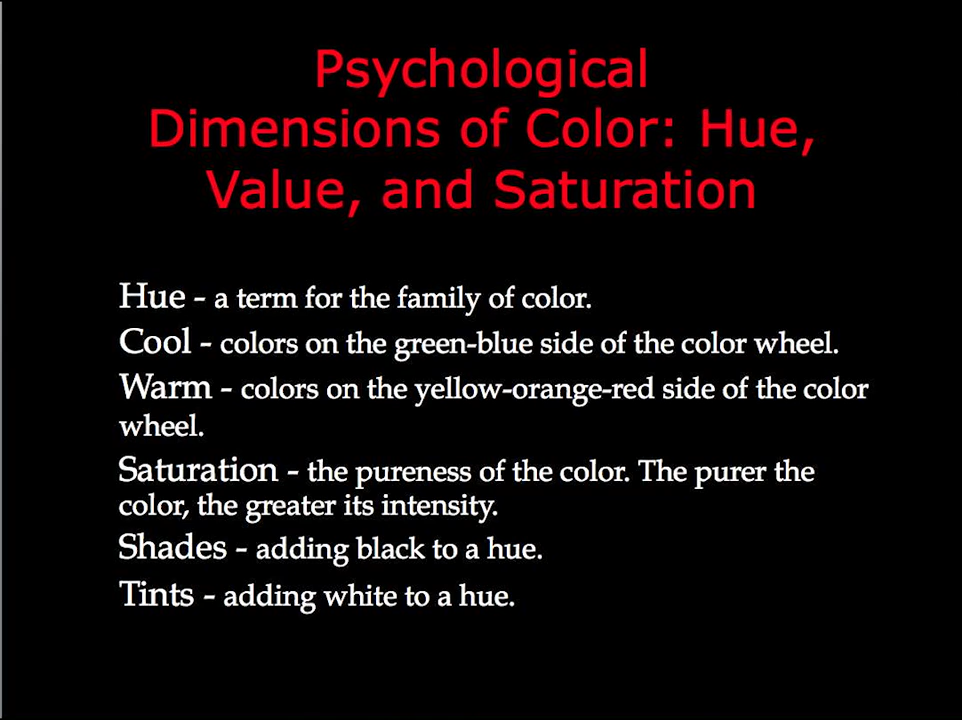 Psychological
Dimensions of Color: Hue,
Value, and Saturation
Hue - a term for the family of color.
Cool - colors on the green-blue side of the color wheel.
Warm - colors on the yellow-orange-red side of the color
wheel.
Saturation - the pureness of the color. The purer the
color, the greater its intensity.
Shades - adding black to a hue.
Tints - adding white to a hue.